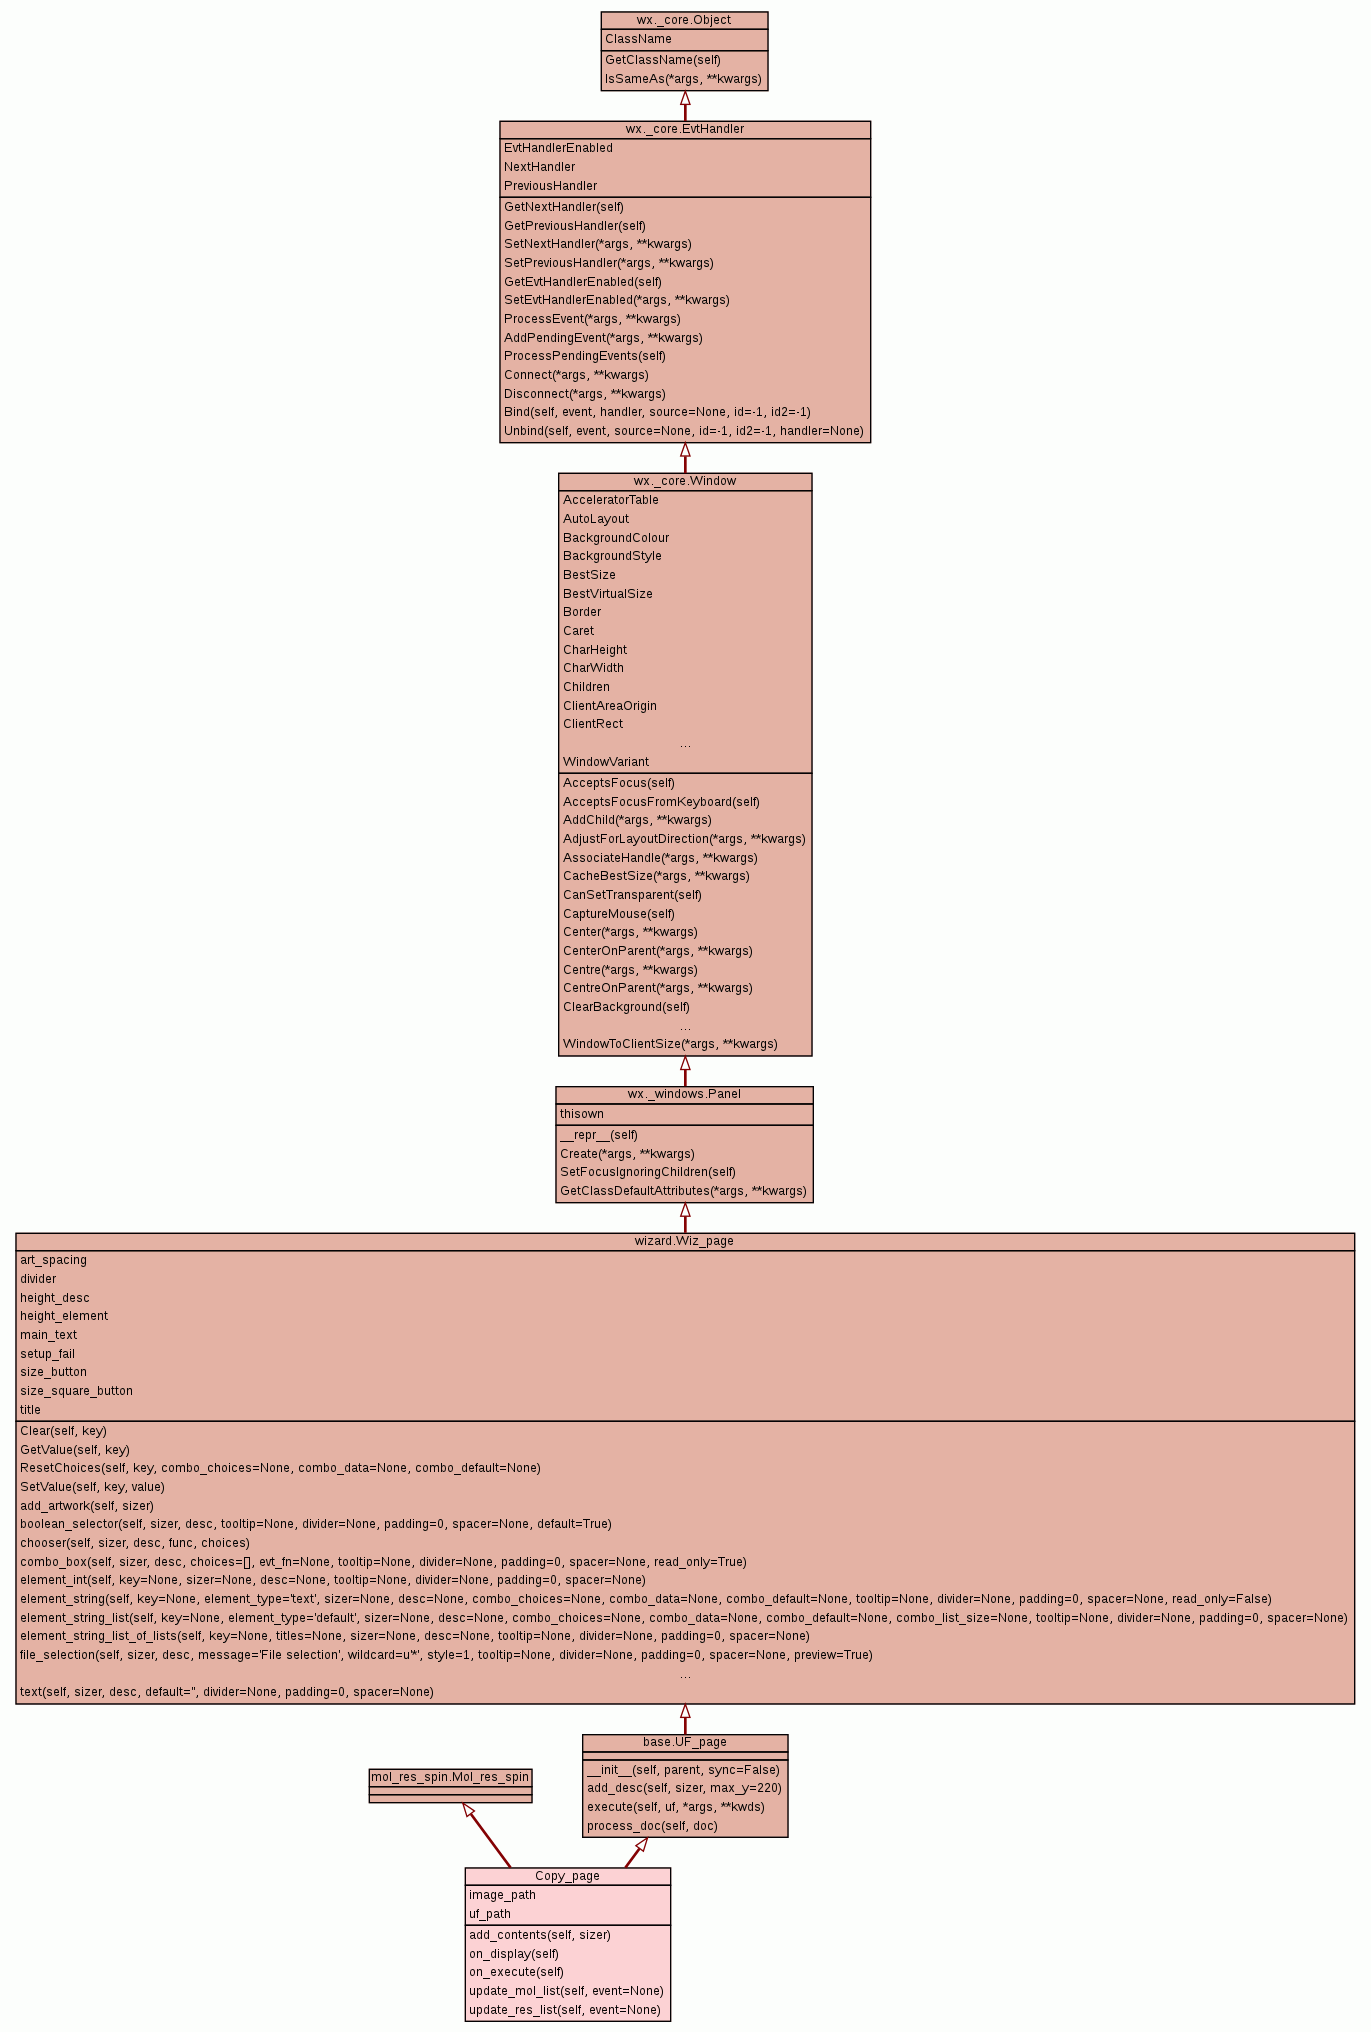 wx._core.Object
ClassName
GetClassName(self)
IsSameAs(*args, **kwargs)
wx._core.EvtHandler
EvtHandlerEnabled
NextHandler
PreviousHandler
GetNextHandler(self)
GetPreviousHandler(self)
SetNextHandler(*args, **kwargs)
SetPreviousHandler(*args, **kwargs)
GetEvtHandlerEnabled(self)
SetEvtHandlerEnabled(*args, **kwargs)
ProcessEvent(*args, **kwargs)
AddPendingEvent(*args, **kwargs)
ProcessPendingEvents(self)
Connect(*args, **kwargs)
Disconnect(*args, **kwargs)
Bind(self, event, handler, source=None, id=-1, id2=-1)
Unbind(self, event, source=None, id=-1, id2=-1, handler=None)
wx._core.Window
AcceleratorTable
AutoLayout
BackgroundColour
BackgroundStyle
BestSize
BestVirtualSize
Border
Caret
CharHeight
CharWidth
Children
ClientAreaOrigin
ClientRect
...
WindowVariant
AcceptsFocus(self)
AcceptsFocusFromKeyboard(self)
AddChild(*args, **kwargs)
AdjustForLayoutDirection(*args, **kwargs)
AssociateHandle(*args, **kwargs)
CacheBestSize(*args, **kwargs)
CanSetTransparent(self)
CaptureMouse(self)
Center(*args, **kwargs)
CenterOnParent(*args, **kwargs)
Centre(*args, **kwargs)
CentreOnParent(*args, **kwargs)
ClearBackground(self)
...
WindowToClientSize(*args, **kwargs)
wx._windows.Panel
thisown
__repr__(self)
Create(*args, **kwargs)
SetFocusIgnoringChildren(self)
GetClassDefaultAttributes(*args, **kwargs)
wizard.Wiz_page
art_spacing
divider
height_desc
height_element
main_text
setup_fail
size_button
size_square_button
title
Clear(self, key)
GetValue(self, key)
ResetChoices(self, key, combo_choices=None, combo_data=None, combo_default=None)
SetValue(self, key, value)
add_artwork(self, sizer)
boolean_selector(self, sizer, desc, tooltip=None, divider=None, padding=0, spacer=None, default=True)
chooser(self, sizer, desc, func, choices)
combo_box(self, sizer, desc, choices=[], evt_fn=None, tooltip=None, divider=None, padding=0, spacer=None, read_only=True)
element_int(self, key=None, sizer=None, desc=None, tooltip=None, divider=None, padding=0, spacer=None)
element_string(self, key=None, element_type='text', sizer=None, desc=None, combo_choices=None, combo_data=None, combo_default=None, tooltip=None, divider=None, padding=0, spacer=None, read_only=False)
element_string_list(self, key=None, element_type='default', sizer=None, desc=None, combo_choices=None, combo_data=None, combo_default=None, combo_list_size=None, tooltip=None, divider=None, padding=0, spacer=None)
element_string_list_of_lists(self, key=None, titles=None, sizer=None, desc=None, tooltip=None, divider=None, padding=0, spacer=None)
file_selection(self, sizer, desc, message='File selection', wildcard=u'*', style=1, tooltip=None, divider=None, padding=0, spacer=None, preview=True)
...
text(self, sizer, desc, default='', divider=None, padding=0, spacer=None)
base.UF_page
__init__(self, parent, sync=False)
add_desc(self, sizer, max_y=220)
execute(self, uf, *args, **kwds)
process_doc(self, doc)
mol_res_spin.Mol_res_spin
Copy_page
image_path
uf_path
add_contents(self, sizer)
on_display(self)
on_execute(self)
update_mol_list(self, event=None)
update_res_list(self, event=None)